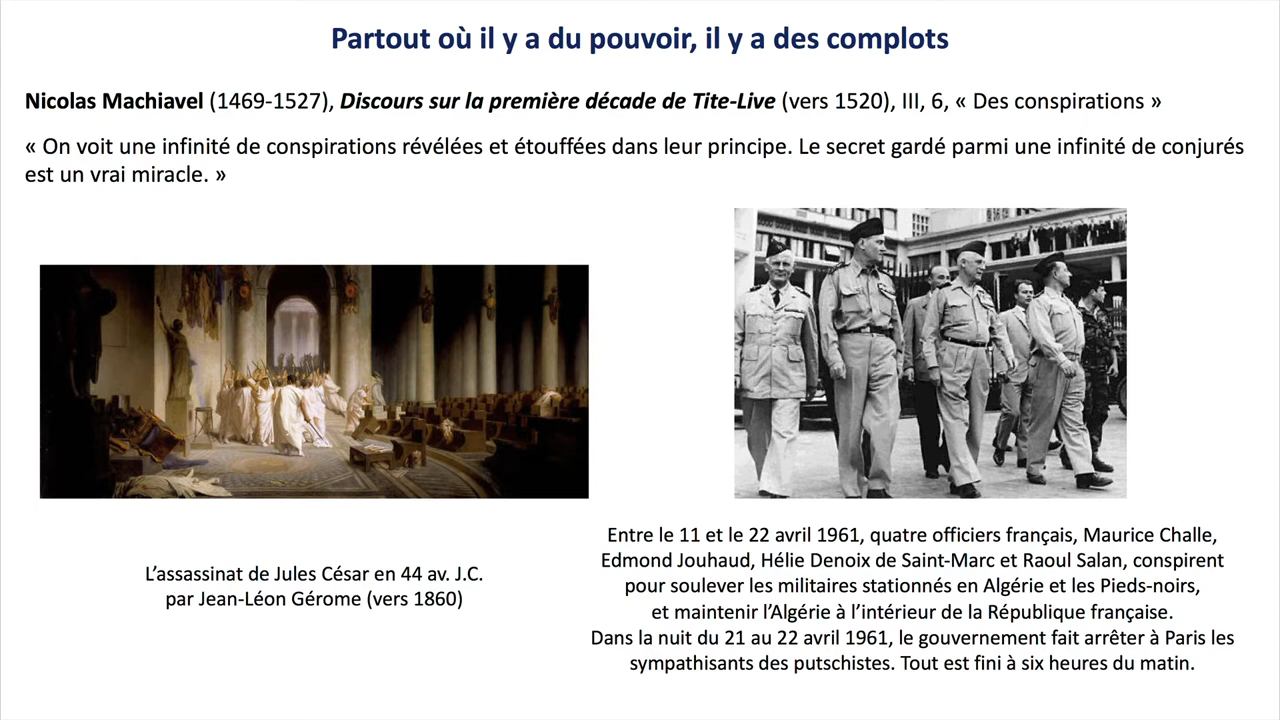 Partout où il y a du pouvoir, il y a des complots
Nicolas Machiavel (1469-1527), Discours sur la première décade de Tite-Live (vers 1520), III, 6, « Des conspirations »
« On voit une infinité de conspirations révélées et étouffées dans leur principe. Le secret gardé parmi une infinité de conjurés
est un vrai miracle. »
L’assassinat de Jules César en 44 av. J.C.
par Jean-Léon Gérome (vers 1860)
Entre le 11 et le 22 avril 1961, quatre officiers français, Maurice Challe,
Edmond Jouhaud, Hélie Denoix de Saint-Marc et Raoul Salan, conspirent
pour soulever les militaires stationnés en Algérie et les Pieds-noirs,
et maintenir l’Algérie à l’intérieur de la République française.
Dans la nuit du 21 au 22 avril 1961, le gouvernement fait arrêter à Paris les
sympathisants des putschistes. Tout est fini à six heures du matin.